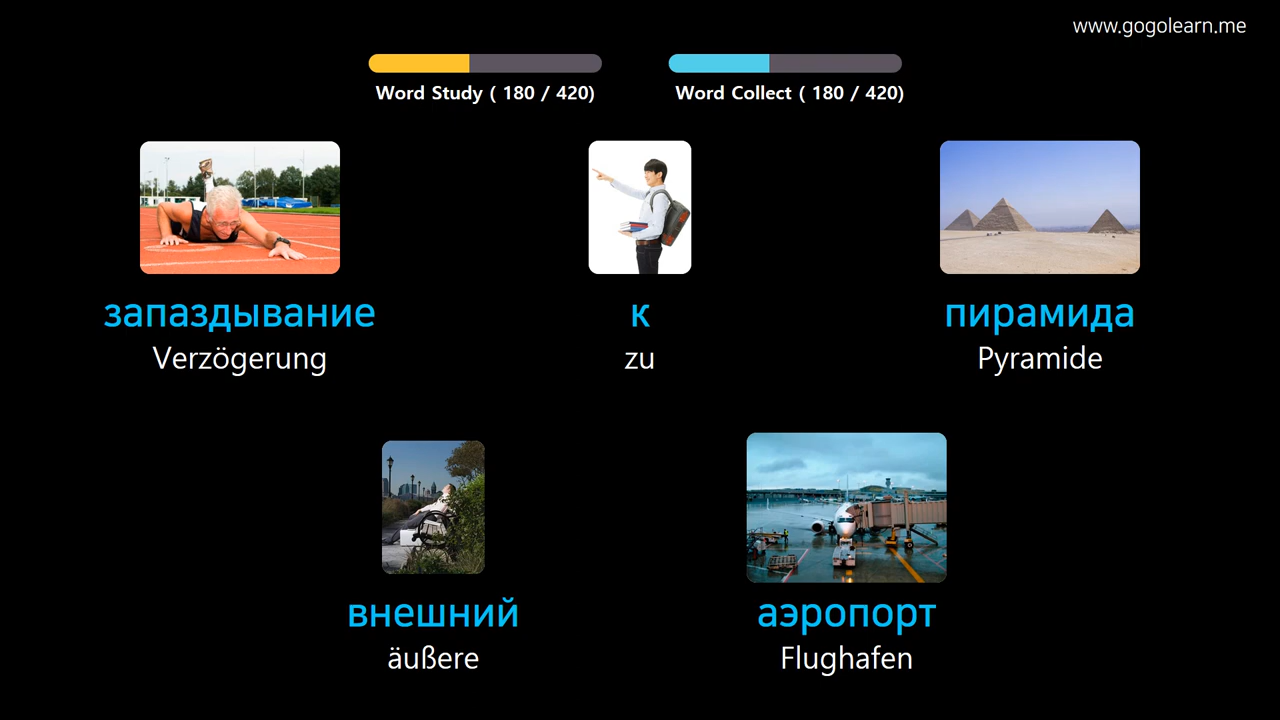 www.gogolearn.me
Word Study ( 180 / 420)
Word Collect ( 180 / 420)
запаздывание
Verzögerung
к
zu
пирамида
Pyramide
внешний
äußere
аэропорт
Flughafen